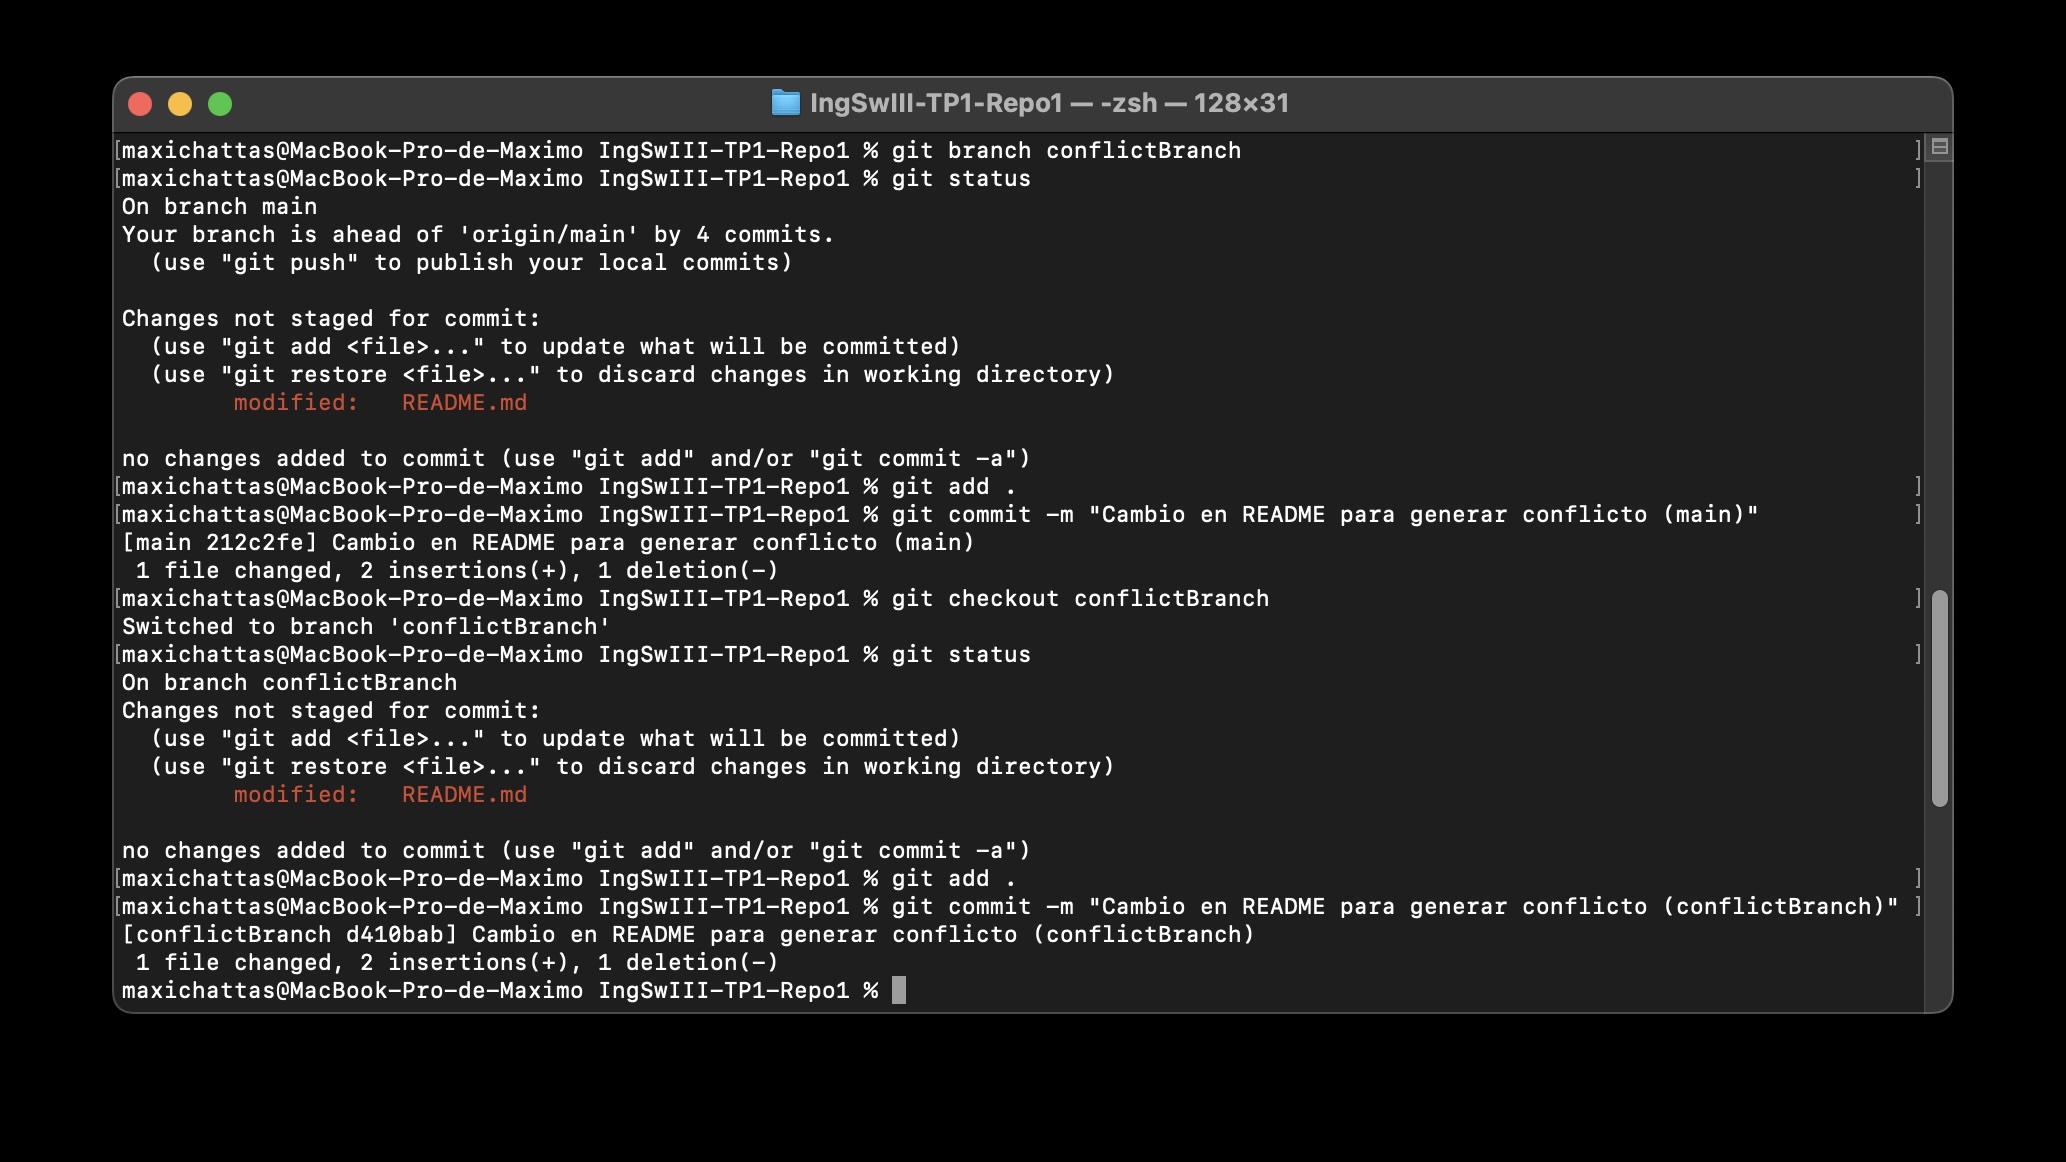 IngSwIII-TP1-Repo1 — -zsh — 128×31
[maxichattas@MacBook-Pro-de-Maximo IngSwIII-TP1-Repo1 % git branch conflictBranch ]
[maxichattas@MacBook-Pro-de-Maximo IngSwIII-TP1-Repo1 % git status ]
On branch main
Your branch is ahead of 'origin/main' by 4 commits.
  (use "git push" to publish your local commits)

Changes not staged for commit:
  (use "git add <file>..." to update what will be committed)
  (use "git restore <file>..." to discard changes in working directory)
        modified:   README.md

no changes added to commit (use "git add" and/or "git commit -a")
[maxichattas@MacBook-Pro-de-Maximo IngSwIII-TP1-Repo1 % git add . ]
[maxichattas@MacBook-Pro-de-Maximo IngSwIII-TP1-Repo1 % git commit -m "Cambio en README para generar conflicto (main)" ]
[main 212c2fe] Cambio en README para generar conflicto (main)
 1 file changed, 2 insertions(+), 1 deletion(-)
[maxichattas@MacBook-Pro-de-Maximo IngSwIII-TP1-Repo1 % git checkout conflictBranch ]
Switched to branch 'conflictBranch'
[maxichattas@MacBook-Pro-de-Maximo IngSwIII-TP1-Repo1 % git status ]
On branch conflictBranch
Changes not staged for commit:
  (use "git add <file>..." to update what will be committed)
  (use "git restore <file>..." to discard changes in working directory)
        modified:   README.md

no changes added to commit (use "git add" and/or "git commit -a")
[maxichattas@MacBook-Pro-de-Maximo IngSwIII-TP1-Repo1 % git add . ]
[maxichattas@MacBook-Pro-de-Maximo IngSwIII-TP1-Repo1 % git commit -m "Cambio en README para generar conflicto (conflictBranch)" ]
[conflictBranch d410bab] Cambio en README para generar conflicto (conflictBranch)
 1 file changed, 2 insertions(+), 1 deletion(-)
maxichattas@MacBook-Pro-de-Maximo IngSwIII-TP1-Repo1 %